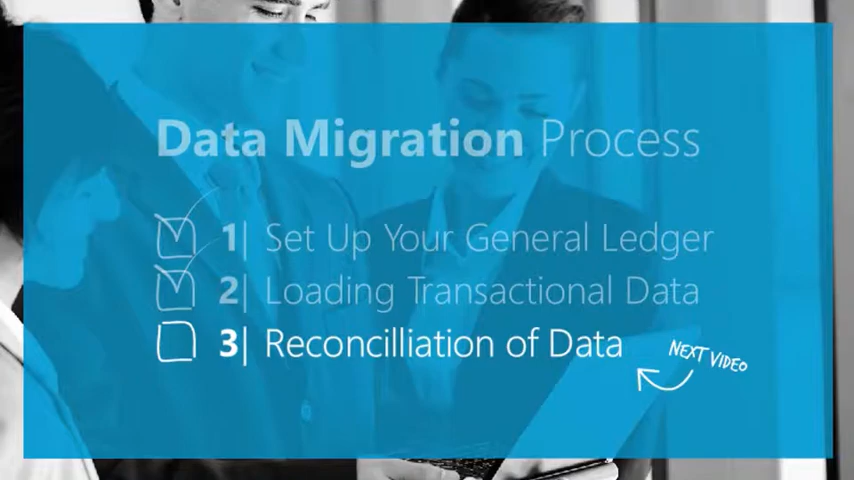 Data Migration Process
1| Set Up Your General Ledger
2| Loading Transactional Data
3| Reconcilliation of Data
NEXT VIDEO